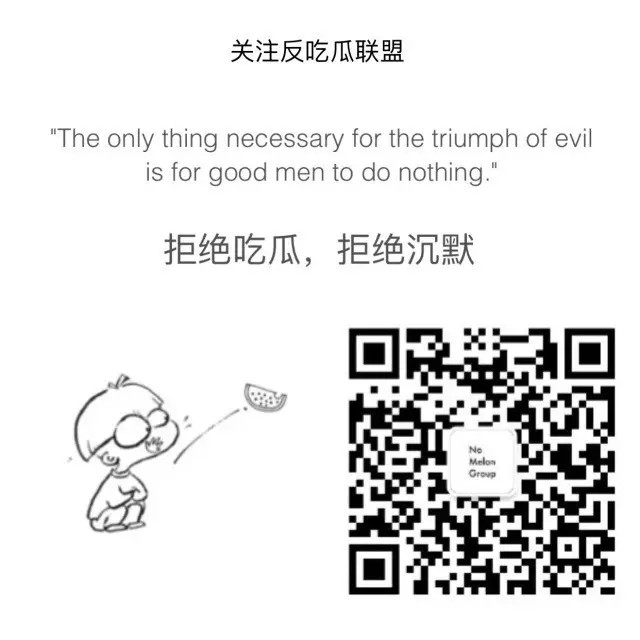 关注反吃瓜联盟
"The only thing necessary for the triumph of evil
is for good men to do nothing."
拒绝吃瓜，拒绝沉默
No
Melon
Group